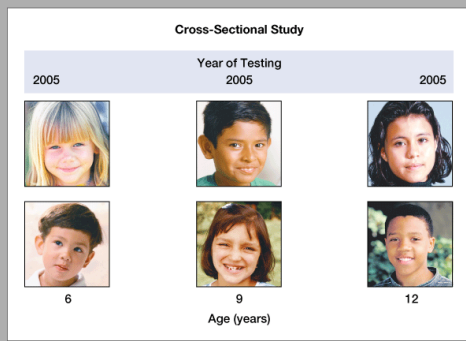 Cross-Sectional Study
Year of Testing
2005 2005 2005
6 9 12
Age (years)